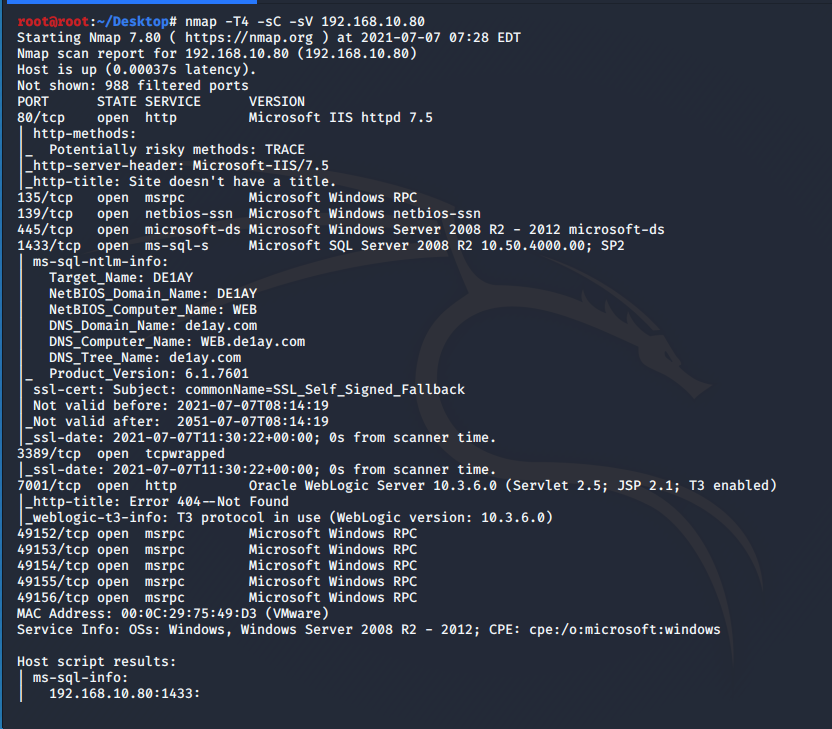 root@root:~/Desktop# nmap -T4 -sC -sV 192.168.10.80
Starting Nmap 7.80 ( https://nmap.org ) at 2021-07-07 07:28 EDT
Nmap scan report for 192.168.10.80 (192.168.10.80)
Host is up (0.00037s latency).
Not shown: 988 filtered ports
PORT      STATE SERVICE      VERSION
80/tcp    open  http         Microsoft IIS httpd 7.5
| http-methods:
|_  Potentially risky methods: TRACE
|_http-server-header: Microsoft-IIS/7.5
|_http-title: Site doesn't have a title.
135/tcp   open  msrpc        Microsoft Windows RPC
139/tcp   open  netbios-ssn  Microsoft Windows netbios-ssn
445/tcp   open  microsoft-ds Microsoft Windows Server 2008 R2 - 2012 microsoft-ds
1433/tcp  open  ms-sql-s     Microsoft SQL Server 2008 R2 10.50.4000.00; SP2
| ms-sql-ntlm-info:
|   Target_Name: DE1AY
|   NetBIOS_Domain_Name: DE1AY
|   NetBIOS_Computer_Name: WEB
|   DNS_Domain_Name: de1ay.com
|   DNS_Computer_Name: WEB.de1ay.com
|   DNS_Tree_Name: de1ay.com
|_  Product_Version: 6.1.7601
| ssl-cert: Subject: commonName=SSL_Self_Signed_Fallback
| Not valid before: 2021-07-07T08:14:19
|_Not valid after:  2051-07-07T08:14:19
|_ssl-date: 2021-07-07T11:30:22+00:00; 0s from scanner time.
3389/tcp  open  tcpwrapped
|_ssl-date: 2021-07-07T11:30:22+00:00; 0s from scanner time.
7001/tcp  open  http         Oracle WebLogic Server 10.3.6.0 (Servlet 2.5; JSP 2.1; T3 enabled)
|_http-title: Error 404--Not Found
|_weblogic-t3-info: T3 protocol in use (WebLogic version: 10.3.6.0)
49152/tcp open  msrpc        Microsoft Windows RPC
49153/tcp open  msrpc        Microsoft Windows RPC
49154/tcp open  msrpc        Microsoft Windows RPC
49155/tcp open  msrpc        Microsoft Windows RPC
49156/tcp open  msrpc        Microsoft Windows RPC
MAC Address: 00:0C:29:75:49:D3 (VMware)
Service Info: OSs: Windows, Windows Server 2008 R2 - 2012; CPE: cpe:/o:microsoft:windows
Host script results:
| ms-sql-info:
|   192.168.10.80:1433: